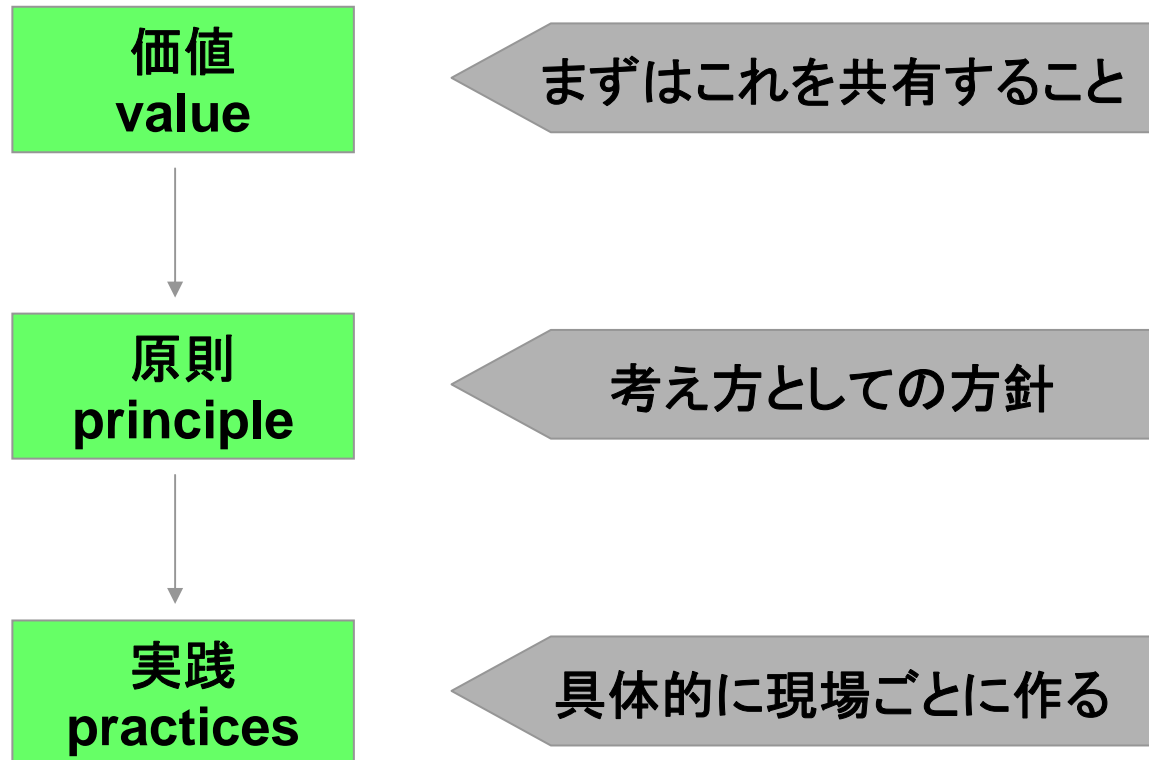 価値
value
まずはこれを共有すること
原則
principle
考え方としての方針
実践
practices
具体的に現場ごとに作る